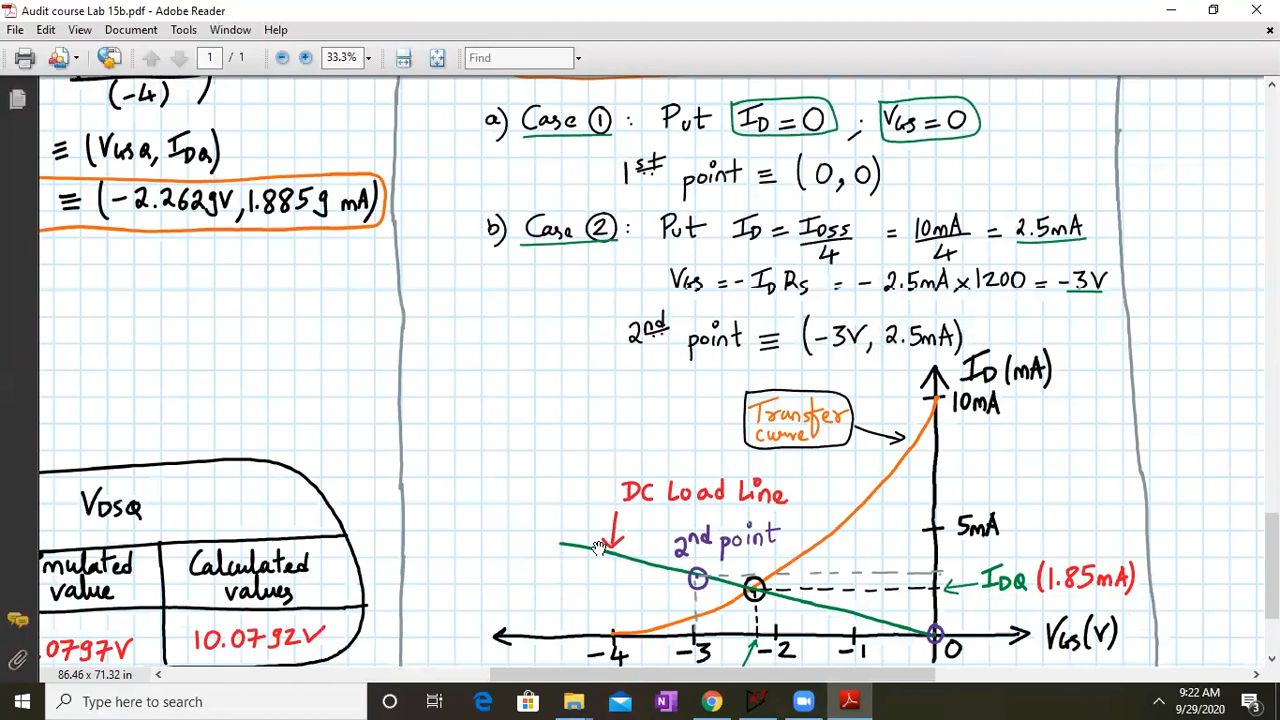 Audit course Lab 15b.pdf - Adobe Reader
File Edit View Document Tools Window Help
1 / 1 33.3% Find
(-4)
≡ (VGSQ, IDQ)
≡ (-2.2629V, 1.8859 mA)
VDSQ
mulated value
Calculated values
.0797V
10.0792V
a) Case ① : Put ID = 0 ; VGS = 0
1st point ≡ (0, 0)
b) Case ② : Put ID = IDSS/4 = 10mA/4 = 2.5mA
VGS = -ID RS = - 2.5mA × 1200 = -3V
2nd point ≡ (-3V, 2.5mA)
ID (mA)
10mA
Transfer curve
DC Load Line
2nd point
5mA
IDQ (1.85mA)
-4 -3 -2 -1 0
VGS(V)
86.46 x 71.32 in
Type here to search
9:22 AM
9/29/2020
3